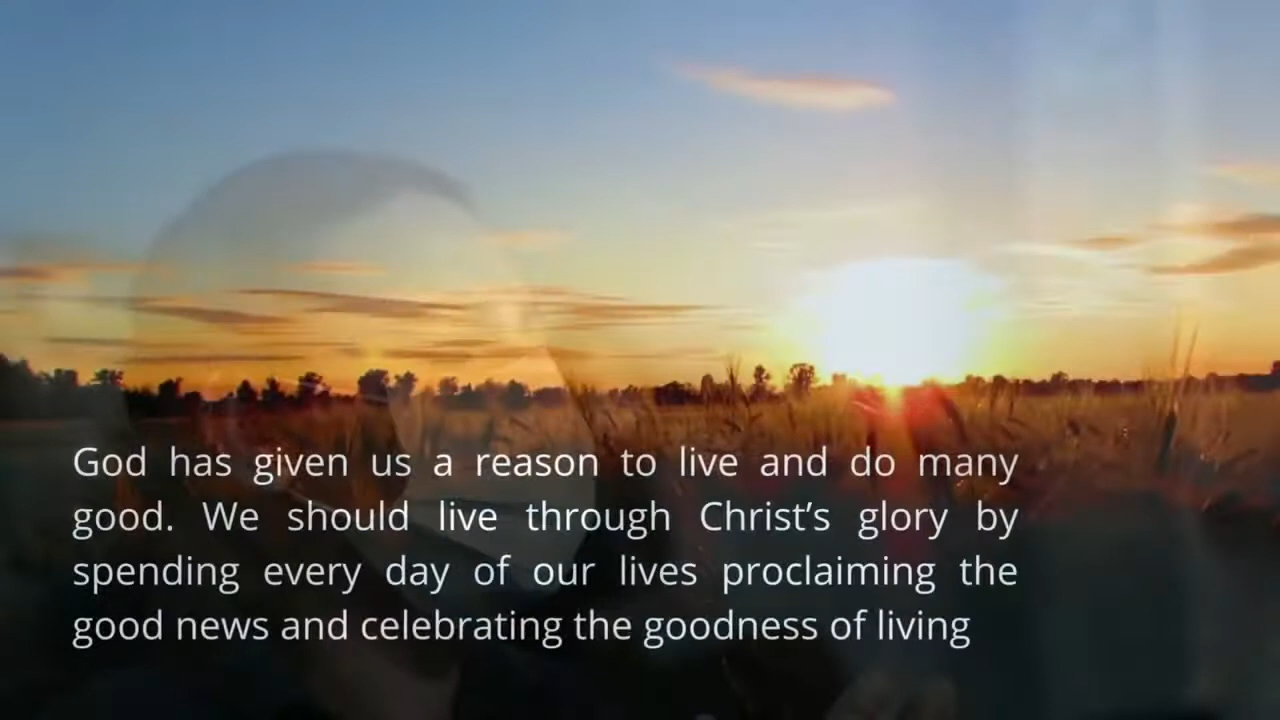 God has given us a reason to live and do many
good. We should live through Christ's glory by
spending every day of our lives proclaiming the
good news and celebrating the goodness of living